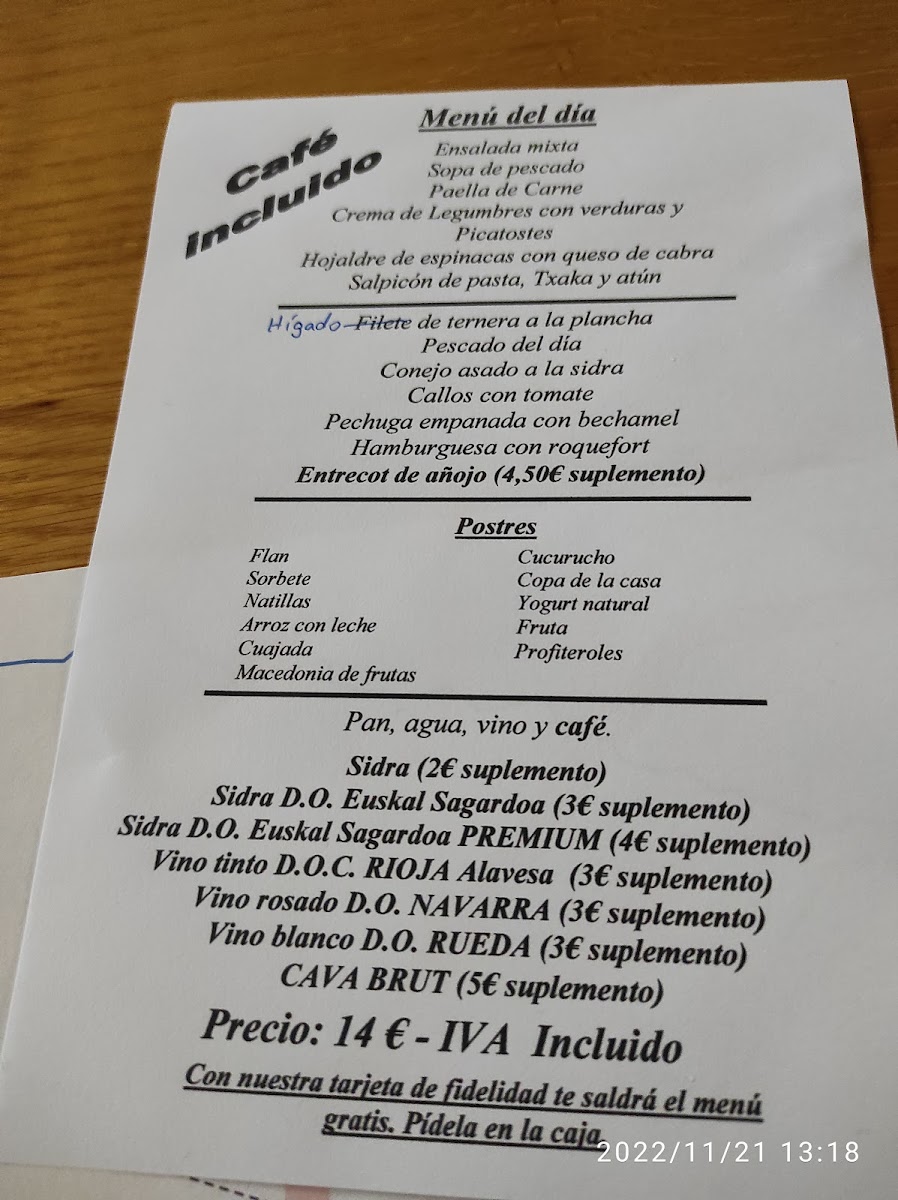 Menú del día
Café
Incluido
Ensalada mixta
Sopa de pescado
Paella de Carne
Crema de Legumbres con verduras y
Picatostes
Hojaldre de espinacas con queso de cabra
Salpicón de pasta, Txaka y atún
Hígado Filete de ternera a la plancha
Pescado del día
Conejo asado a la sidra
Callos con tomate
Pechuga empanada con bechamel
Hamburguesa con roquefort
Entrecot de añojo (4,50€ suplemento)
Postres
Flan
Sorbete
Natillas
Arroz con leche
Cuajada
Macedonia de frutas
Cucurucho
Copa de la casa
Yogurt natural
Fruta
Profiteroles
Pan, agua, vino y café.
Sidra (2€ suplemento)
Sidra D.O. Euskal Sagardoa (3€ suplemento)
Sidra D.O. Euskal Sagardoa PREMIUM (4€ suplemento)
Vino tinto D.O.C. RIOJA Alavesa (3€ suplemento)
Vino rosado D.O. NAVARRA (3€ suplemento)
Vino blanco D.O. RUEDA (3€ suplemento)
CAVA BRUT (5€ suplemento)
Precio: 14 € - IVA Incluido
Con nuestra tarjeta de fidelidad te saldrá el menú
gratis. Pídela en la caja.
2022/11/21 13:18